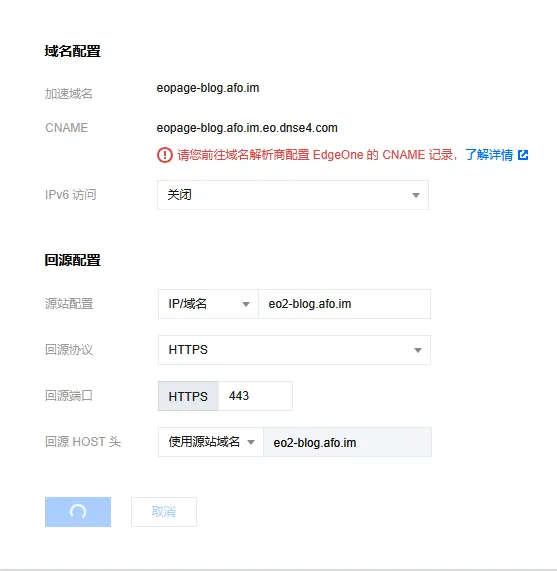 域名配置
加速域名 eopage-blog.afo.im
CNAME eopage-blog.afo.im.eo.dnse4.com
请您前往域名解析商配置 EdgeOne 的 CNAME 记录，了解详情
IPv6 访问 关闭
回源配置
源站配置 IP/域名 eo2-blog.afo.im
回源协议 HTTPS
回源端口 HTTPS 443
回源 HOST 头 使用源站域名 eo2-blog.afo.im
取消